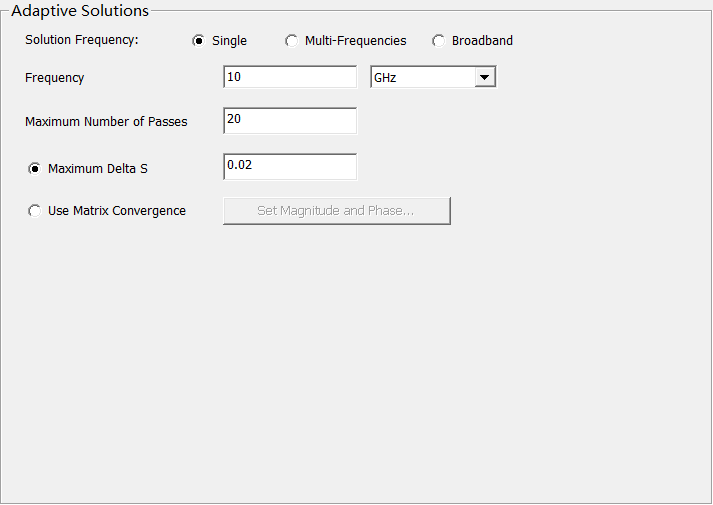 Adaptive Solutions
Solution Frequency: Single Multi-Frequencies Broadband
Frequency 10 GHz
Maximum Number of Passes 20
Maximum Delta S 0.02
Use Matrix Convergence Set Magnitude and Phase...